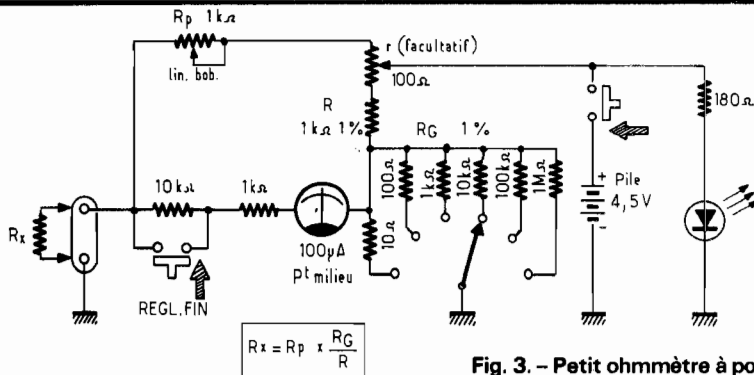 Rp 1kΩ
lin. bob.
r (facultatif)
100Ω
R
1kΩ 1%
RG 1%
100Ω
1kΩ
10kΩ
100kΩ
1MΩ
180Ω
Pile
4,5V
+
10kΩ
1kΩ
Rx
100µA
Pt milieu
10Ω
REGL. FIN
Rx = Rp x RG/R
Fig. 3. – Petit ohmmètre à po